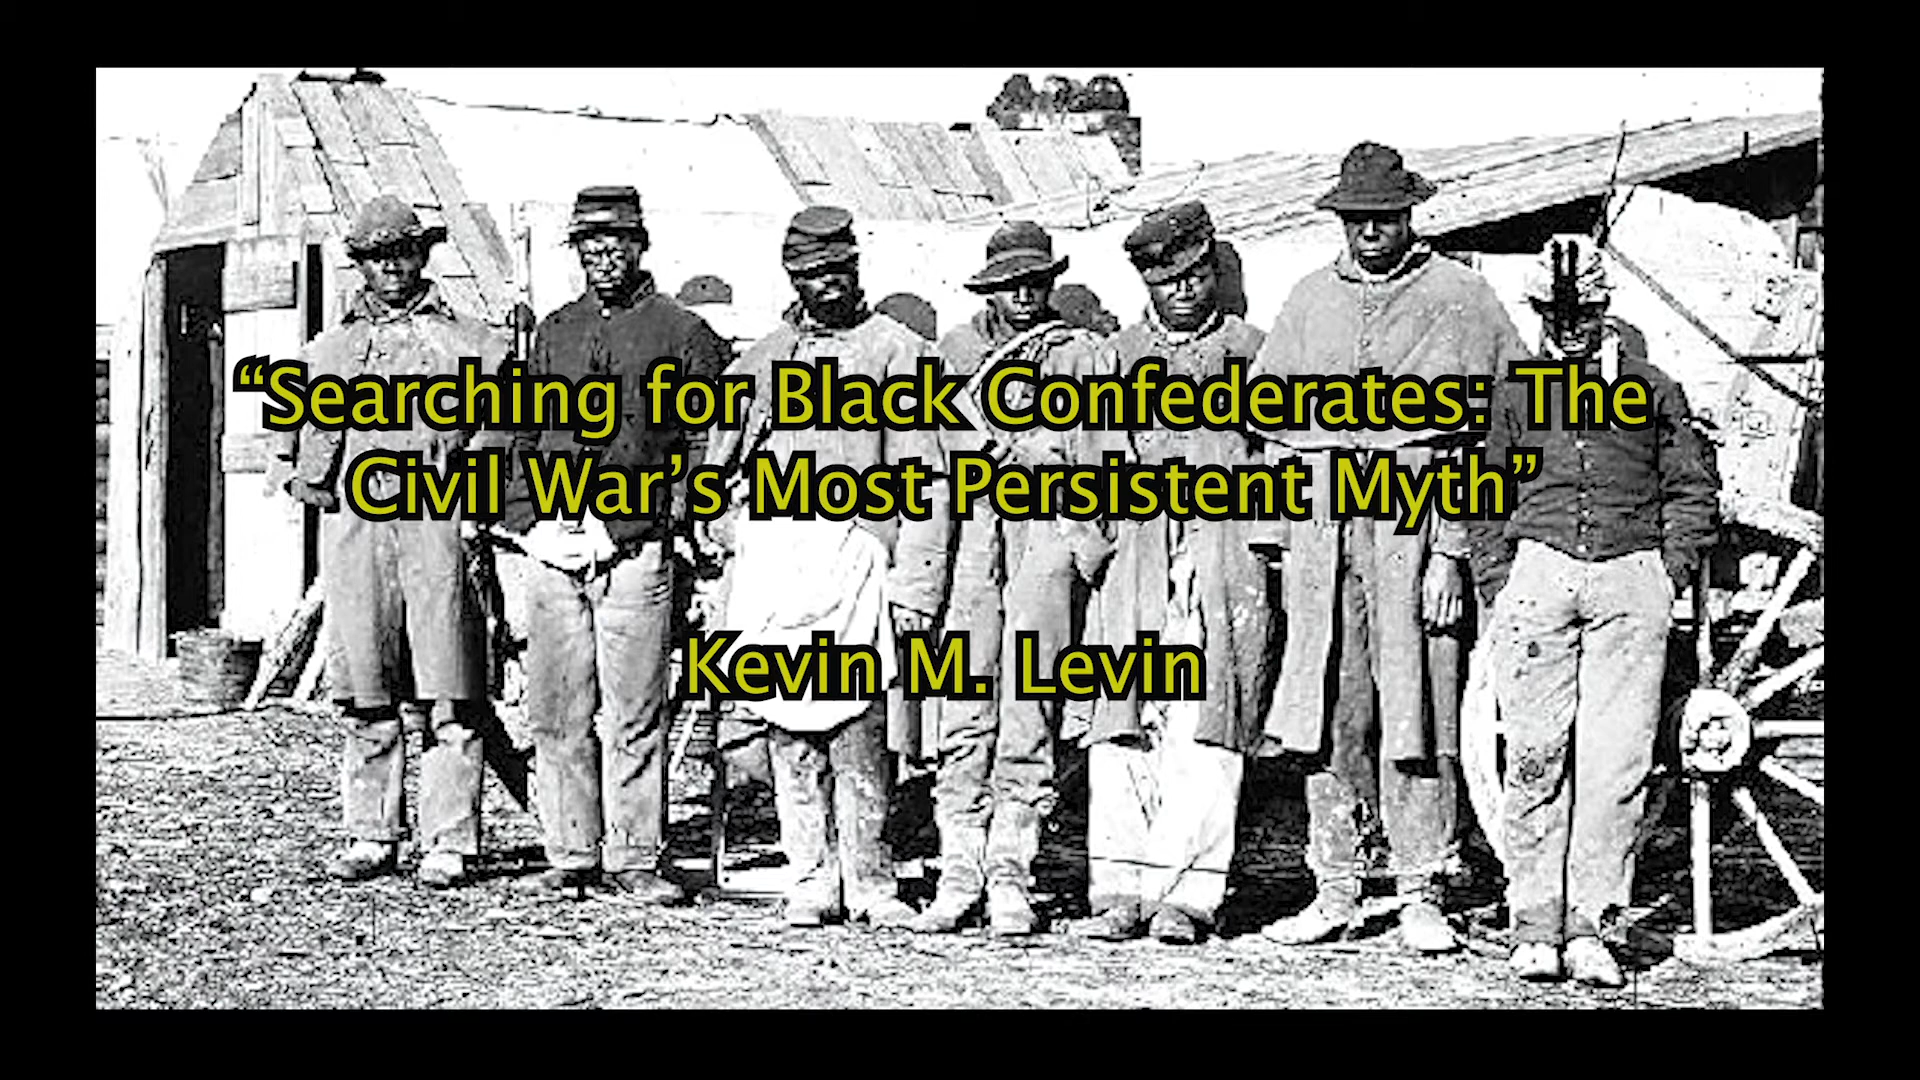 “Searching for Black Confederates: The
Civil War’s Most Persistent Myth”
Kevin M. Levin